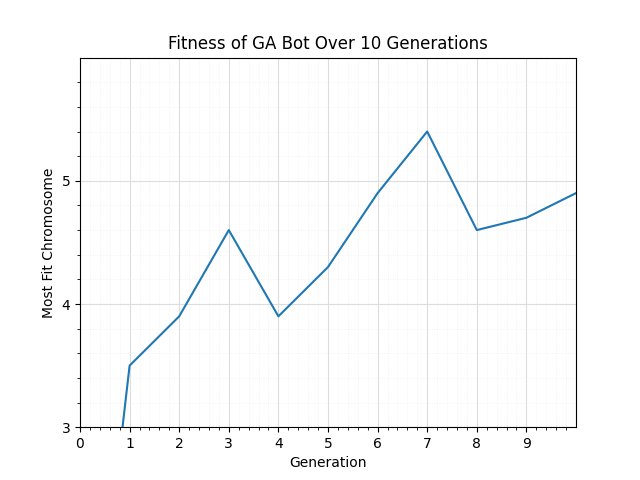 Fitness of GA Bot Over 10 Generations
Most Fit Chromosome
5
4
3
0 1 2 3 4 5 6 7 8 9
Generation